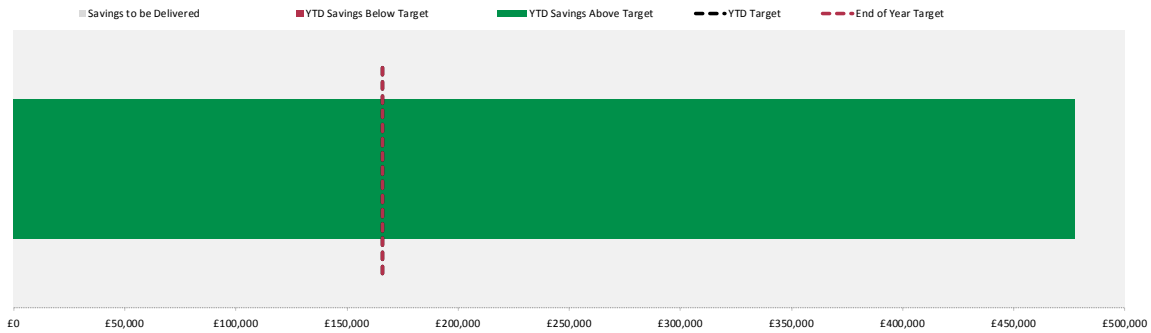 Savings to be Delivered YTD Savings Below Target YTD Savings Above Target YTD Target End of Year Target
£0 £50,000 £100,000 £150,000 £200,000 £250,000 £300,000 £350,000 £400,000 £450,000 £500,000